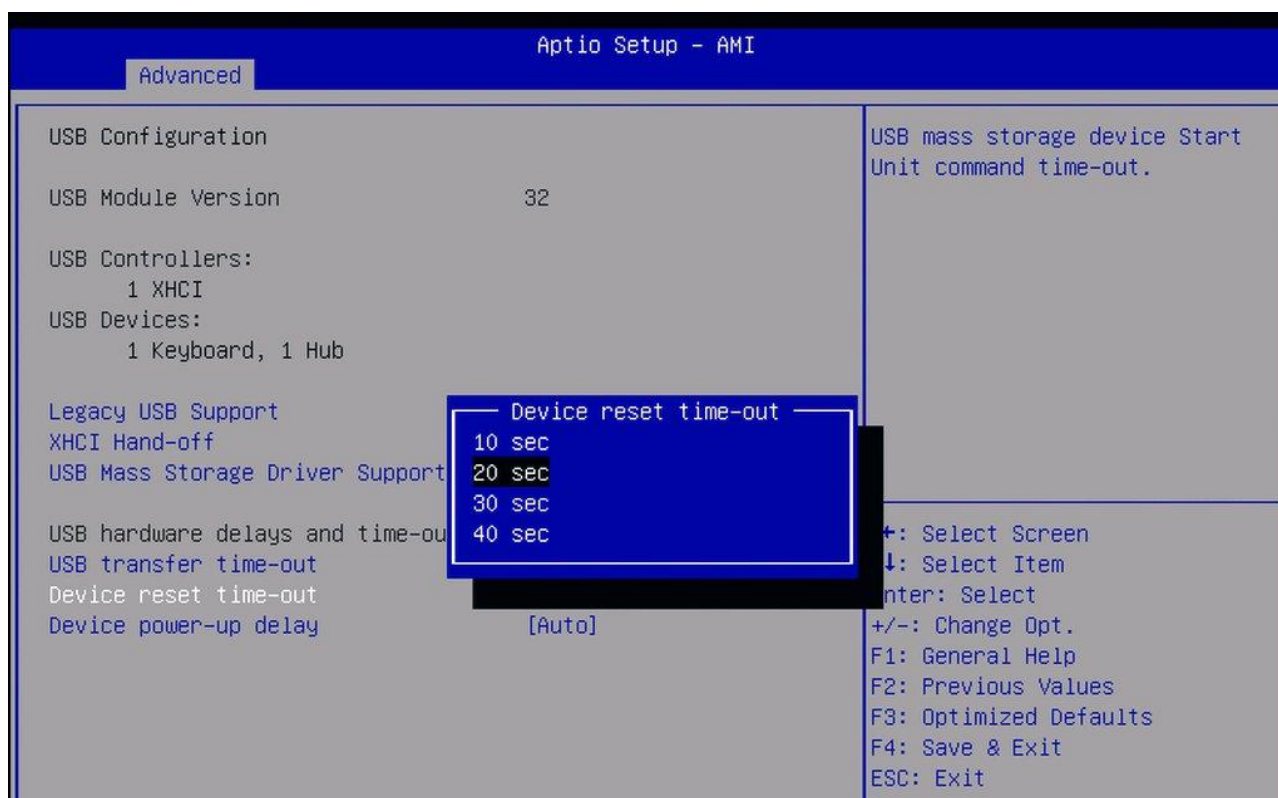 Aptio Setup – AMI
Advanced
USB Configuration
USB Module Version 32
USB Controllers:
1 XHCI
USB Devices:
1 Keyboard, 1 Hub
Legacy USB Support
XHCI Hand-off
USB Mass Storage Driver Support
USB hardware delays and time-ou
USB transfer time-out
Device reset time-out
Device power-up delay [Auto]
Device reset time-out
10 sec
20 sec
30 sec
40 sec
USB mass storage device Start
Unit command time-out.
: Select Screen
: Select Item
nter: Select
+/-: Change Opt.
F1: General Help
F2: Previous Values
F3: Optimized Defaults
F4: Save & Exit
ESC: Exit